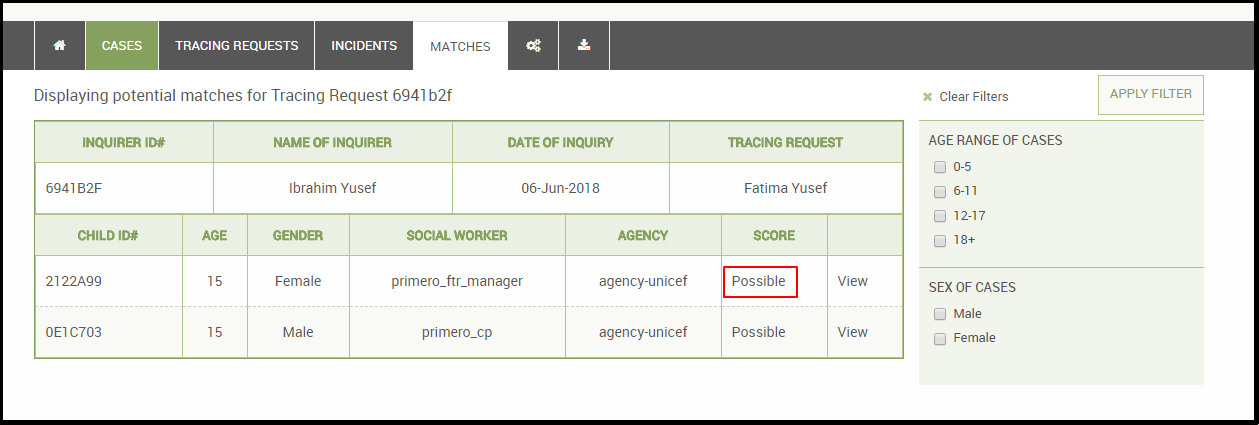 CASES TRACING REQUESTS INCIDENTS MATCHES
Displaying potential matches for Tracing Request 6941b2f
Clear Filters
APPLY FILTER
INQUIRER ID# NAME OF INQUIRER DATE OF INQUIRY TRACING REQUEST
6941B2F Ibrahim Yusef 06-Jun-2018 Fatima Yusef
CHILD ID# AGE GENDER SOCIAL WORKER AGENCY SCORE
2122A99 15 Female primero_ftr_manager agency-unicef Possible View
0E1C703 15 Male primero_cp agency-unicef Possible View
AGE RANGE OF CASES
0-5
6-11
12-17
18+
SEX OF CASES
Male
Female